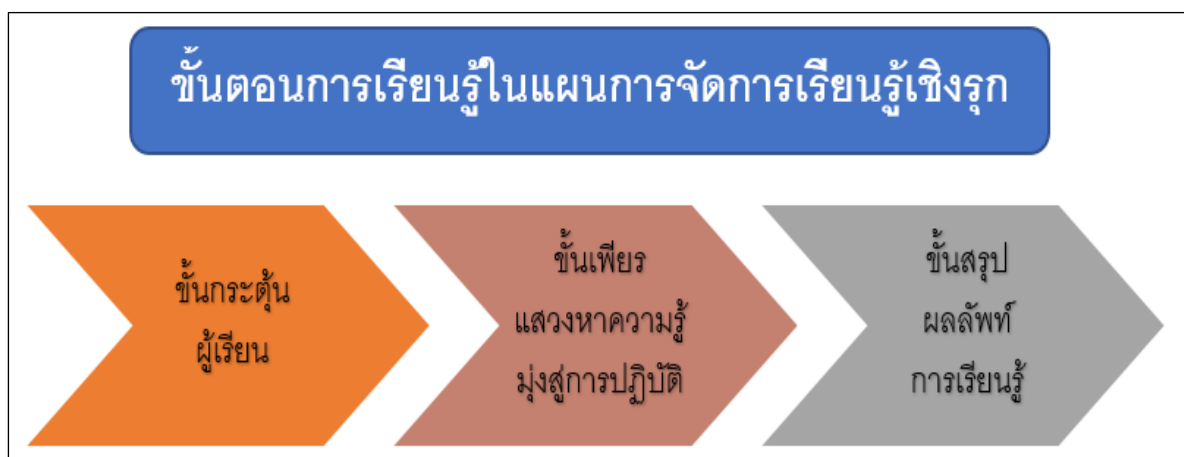 ขั้นตอนการเรียนรู้ในแผนการจัดการเรียนรู้เชิงรุก
ขั้นกระตุ้น
ผู้เรียน
ขั้นเพียร
แสวงหาความรู้
มุ่งสู่การปฏิบัติ
ขั้นสรุป
ผลลัพท์
การเรียนรู้